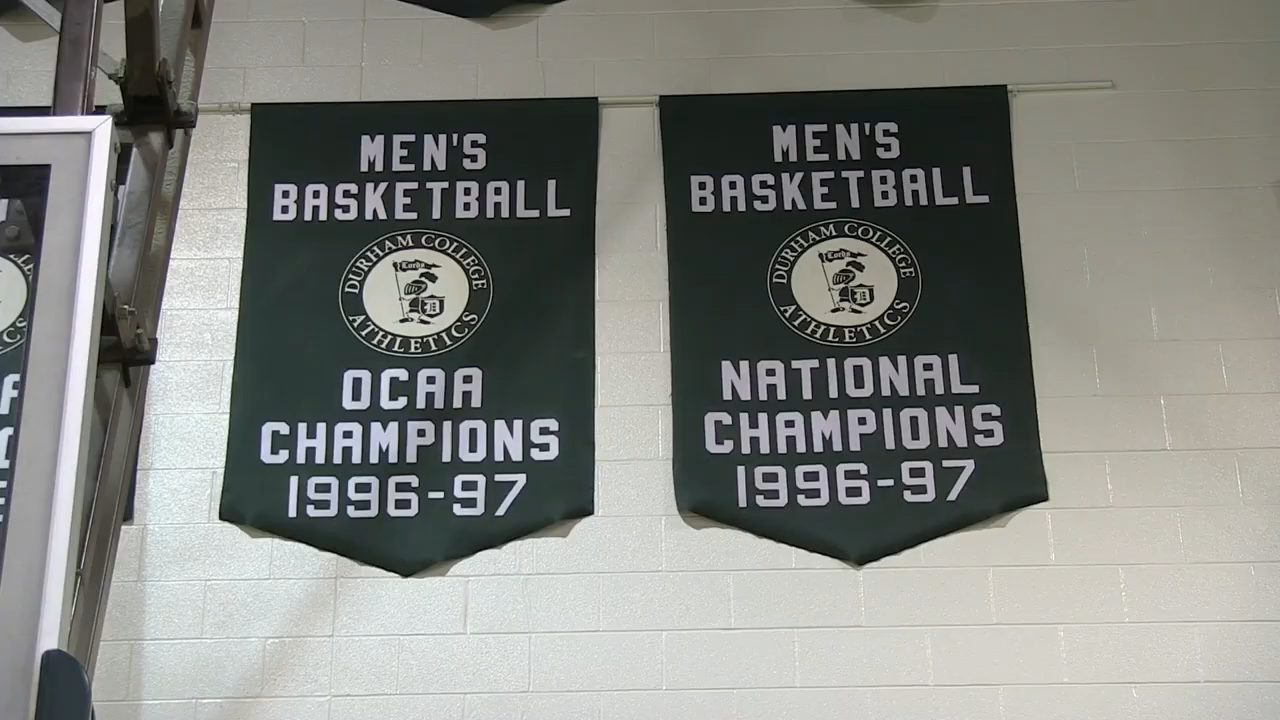 MEN'S
BASKETBALL
DURHAM COLLEGE
Lords
D
ATHLETICS
OCAA
CHAMPIONS
1996-97
MEN'S
BASKETBALL
DURHAM COLLEGE
Lords
D
ATHLETICS
NATIONAL
CHAMPIONS
1996-97